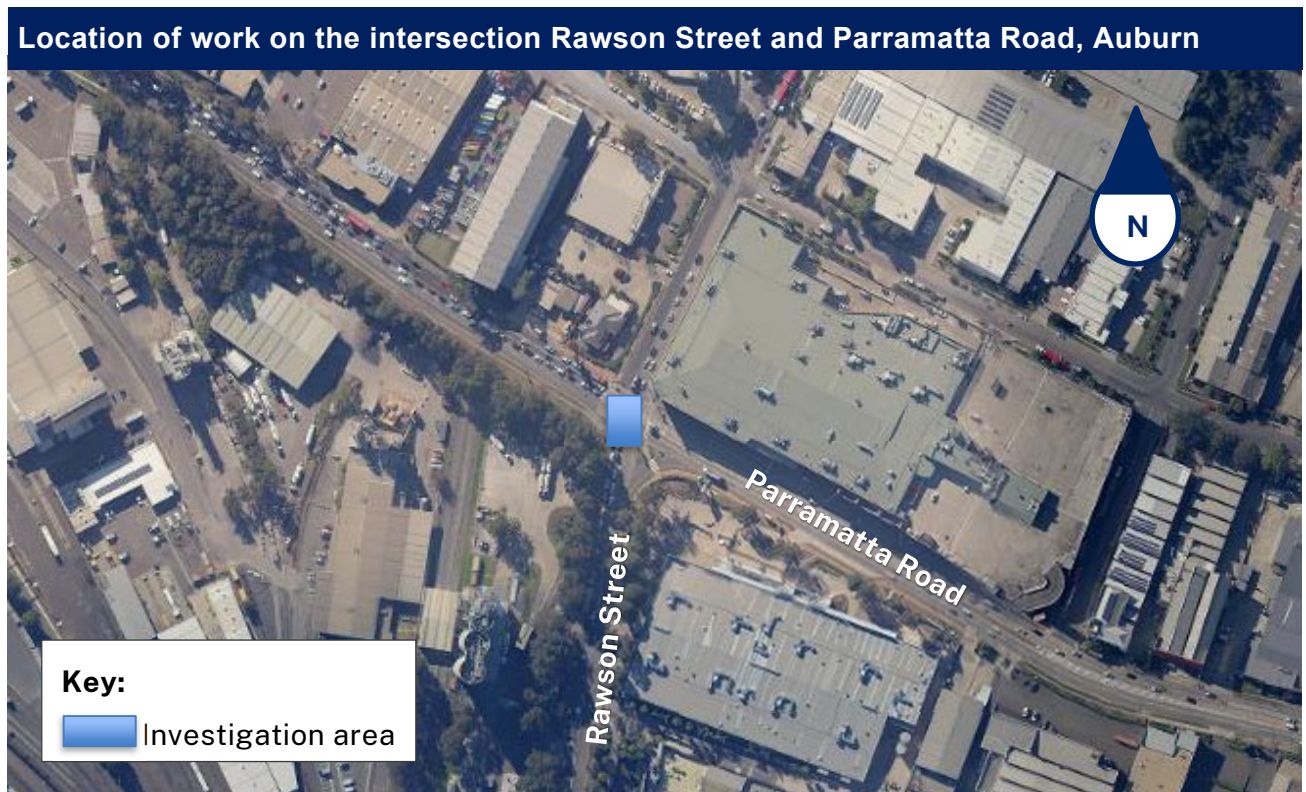 Location of work on the intersection Rawson Street and Parramatta Road, Auburn
N
Parramatta Road
Rawson Street
Key:
Investigation area